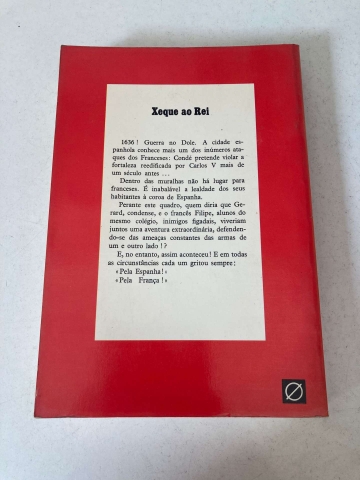 Xeque ao Rei
1636! Guerra no Dole. A cidade es-
panhola conhece mais um dos inúmeros ata-
ques dos Franceses: Condé pretende violar a
fortaleza reedificada por Carlos V mais de
um século antes ...
Dentro das muralhas não há lugar para
franceses. É inabalável a lealdade dos seus
habitantes à coroa de Espanha.
Perante este quadro, quem diria que Ge-
rard, condense, e o francês Filipe, alunos do
mesmo colégio, inimigos figadais, viveriam
juntos uma aventura extraordinária, defenden-
do-se das ameaças constantes das armas de
um e outro lado!?
E, no entanto, assim aconteceu! E em todas
as circunstâncias cada um gritou sempre:
«Pela Espanha!»
«Pela França!»